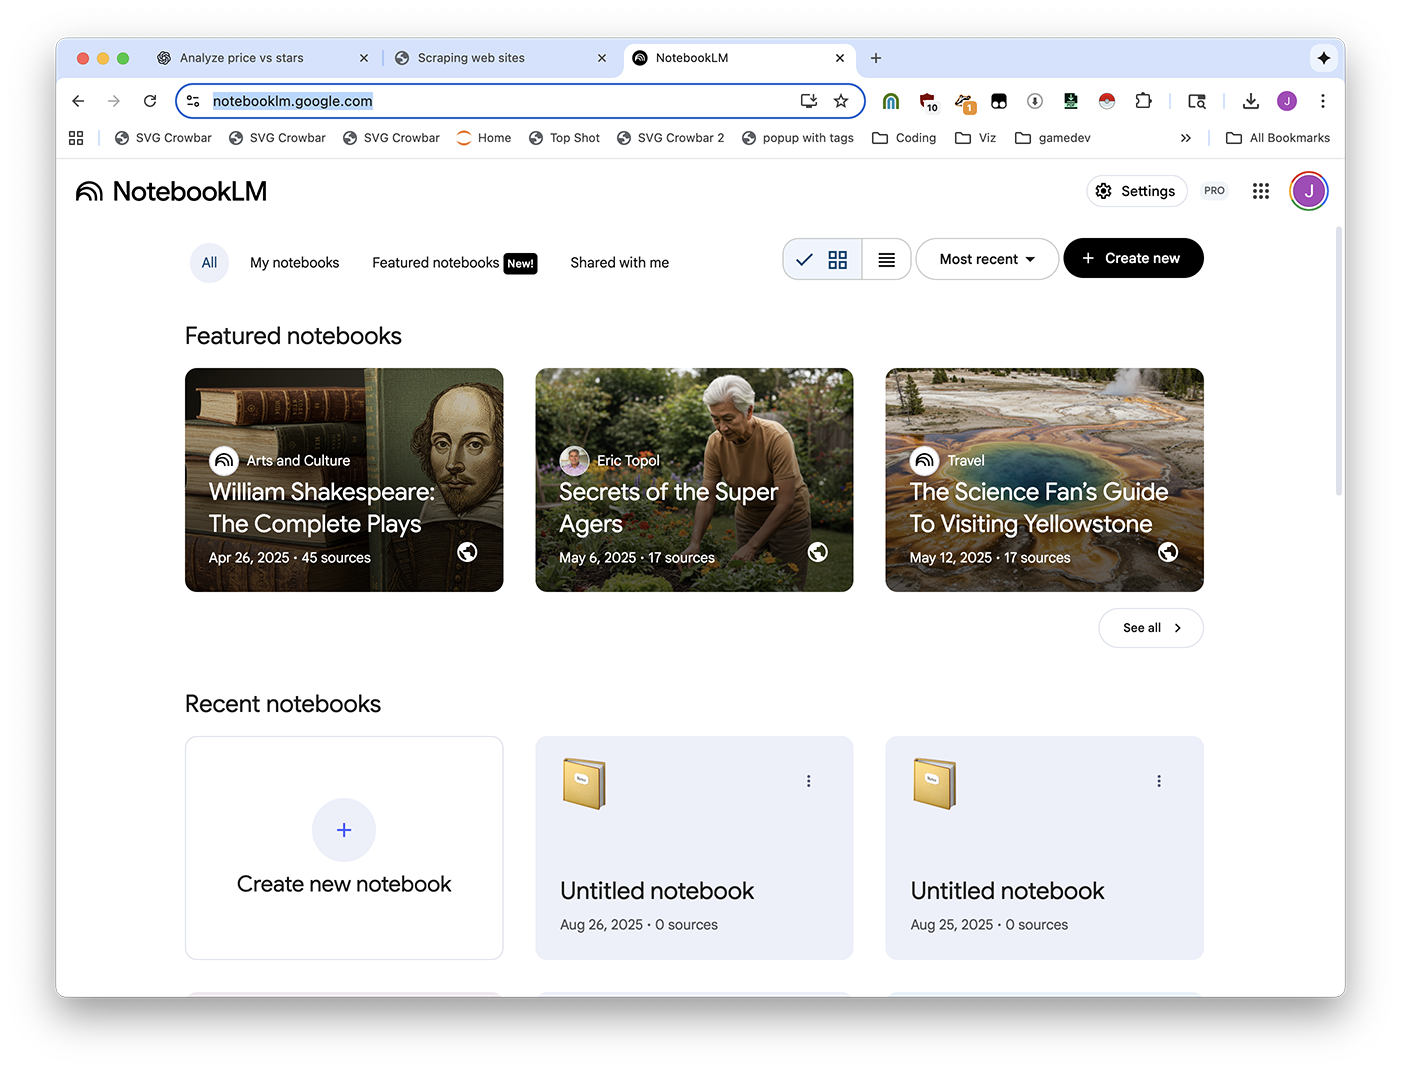 Analyze price vs stars
Scraping web sites
NotebookLM
notebooklm.google.com
10
1
J
SVG Crowbar
SVG Crowbar
SVG Crowbar
Home
Top Shot
SVG Crowbar 2
popup with tags
Coding
Viz
gamedev
All Bookmarks
NotebookLM
Settings
PRO
J
All
My notebooks
Featured notebooks New!
Shared with me
Most recent
Create new
Featured notebooks
Arts and Culture
William Shakespeare:
The Complete Plays
Apr 26, 2025 • 45 sources
Eric Topol
Secrets of the Super
Agers
May 6, 2025 • 17 sources
Travel
The Science Fan’s Guide
To Visiting Yellowstone
May 12, 2025 • 17 sources
See all
Recent notebooks
Create new notebook
Untitled notebook
Aug 26, 2025 • 0 sources
Untitled notebook
Aug 25, 2025 • 0 sources